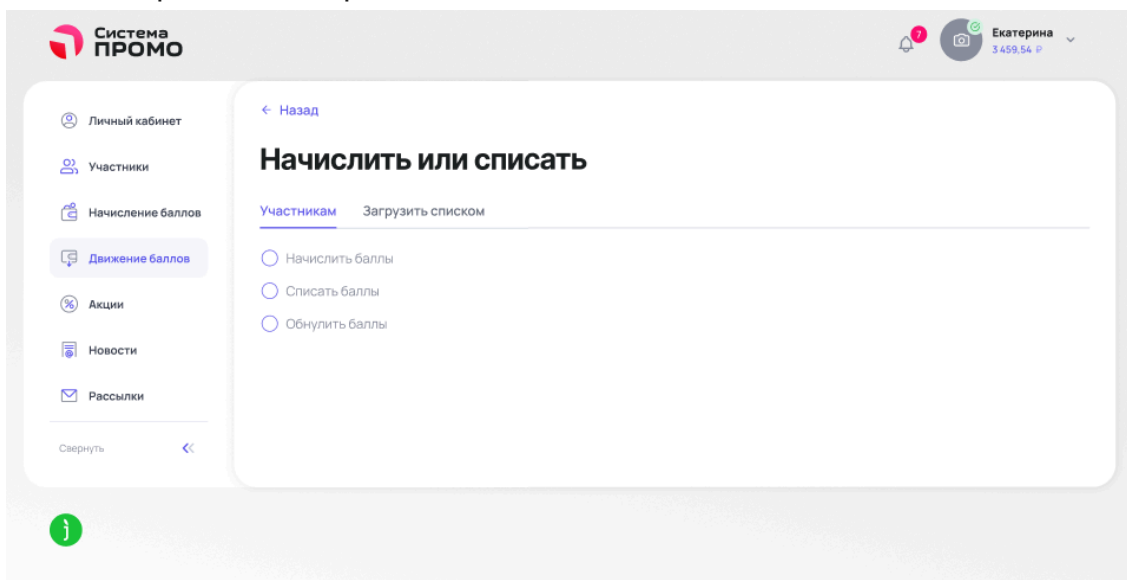 Система
ПРОМО
7
Екатерина
3 459,54 ₽
Личный кабинет
Участники
Начисление баллов
Движение баллов
Акции
Новости
Рассылки
Свернуть
← Назад
Начислить или списать
Участникам Загрузить списком
Начислить баллы
Списать баллы
Обнулить баллы